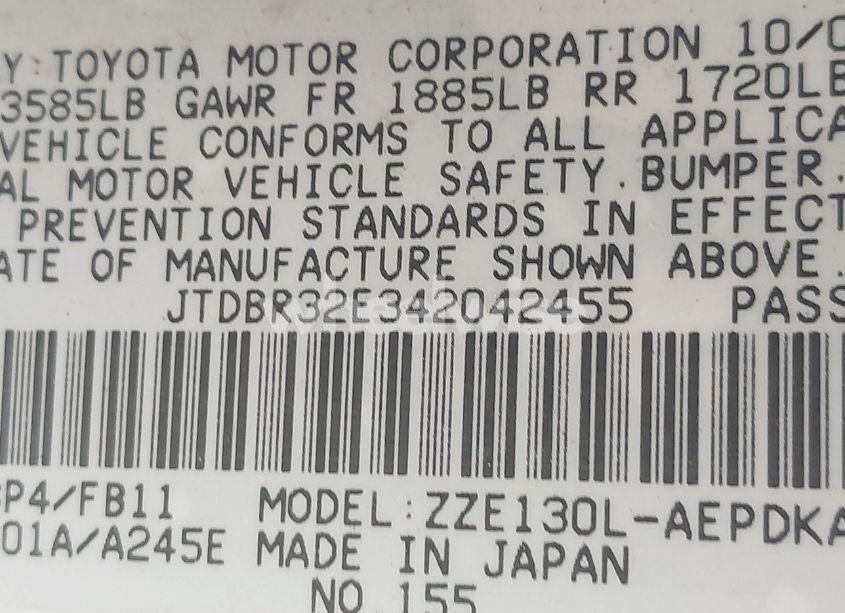 Y:TOYOTA MOTOR CORPORATION 10/0
3585LB GAWR FR 1885LB RR 1720LB
VEHICLE CONFORMS TO ALL APPLICA
AL MOTOR VEHICLE SAFETY.BUMPER.
PREVENTION STANDARDS IN EFFECT
ATE OF MANUFACTURE SHOWN ABOVE.
JTDBR32E342042455 PASS
P4/FB11 MODEL:ZZE130L-AEPDKA
01A/A245E MADE IN JAPAN
NO 155